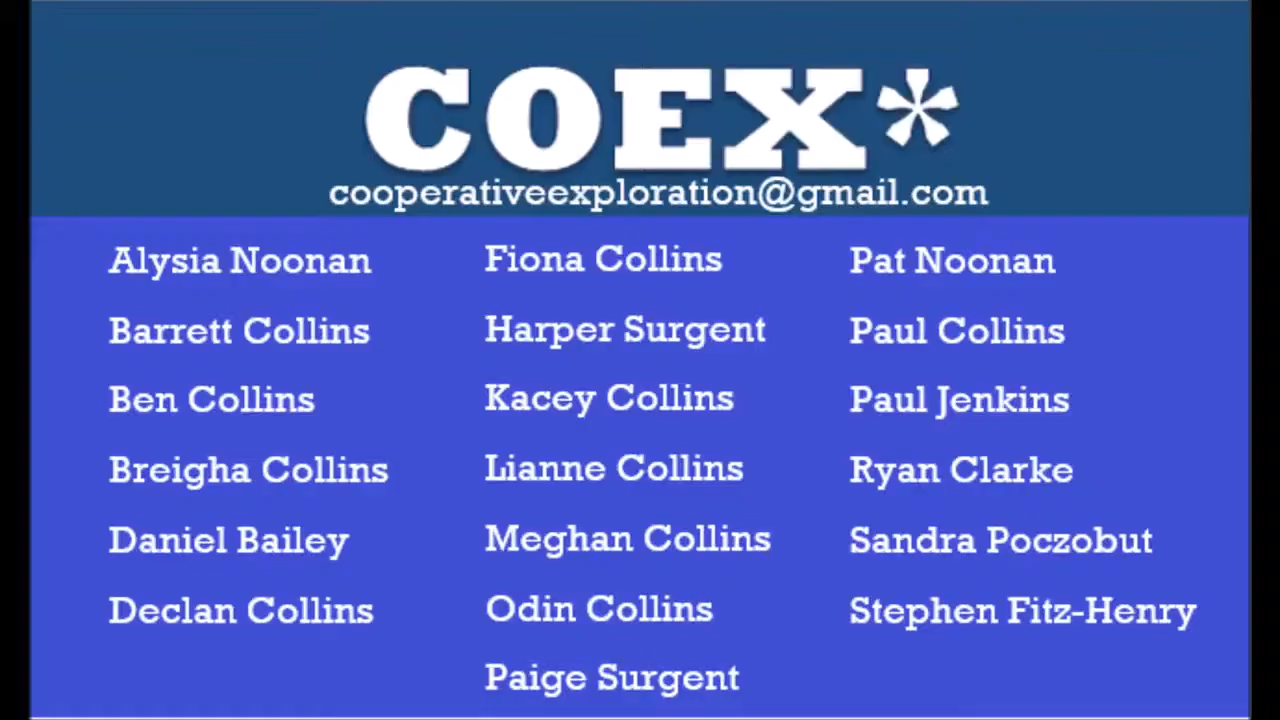 COEX*
cooperativeexploration@gmail.com
Alysia Noonan
Barrett Collins
Ben Collins
Breigha Collins
Daniel Bailey
Declan Collins
Fiona Collins
Harper Surgent
Kacey Collins
Lianne Collins
Meghan Collins
Odin Collins
Paige Surgent
Pat Noonan
Paul Collins
Paul Jenkins
Ryan Clarke
Sandra Poczobut
Stephen Fitz-Henry